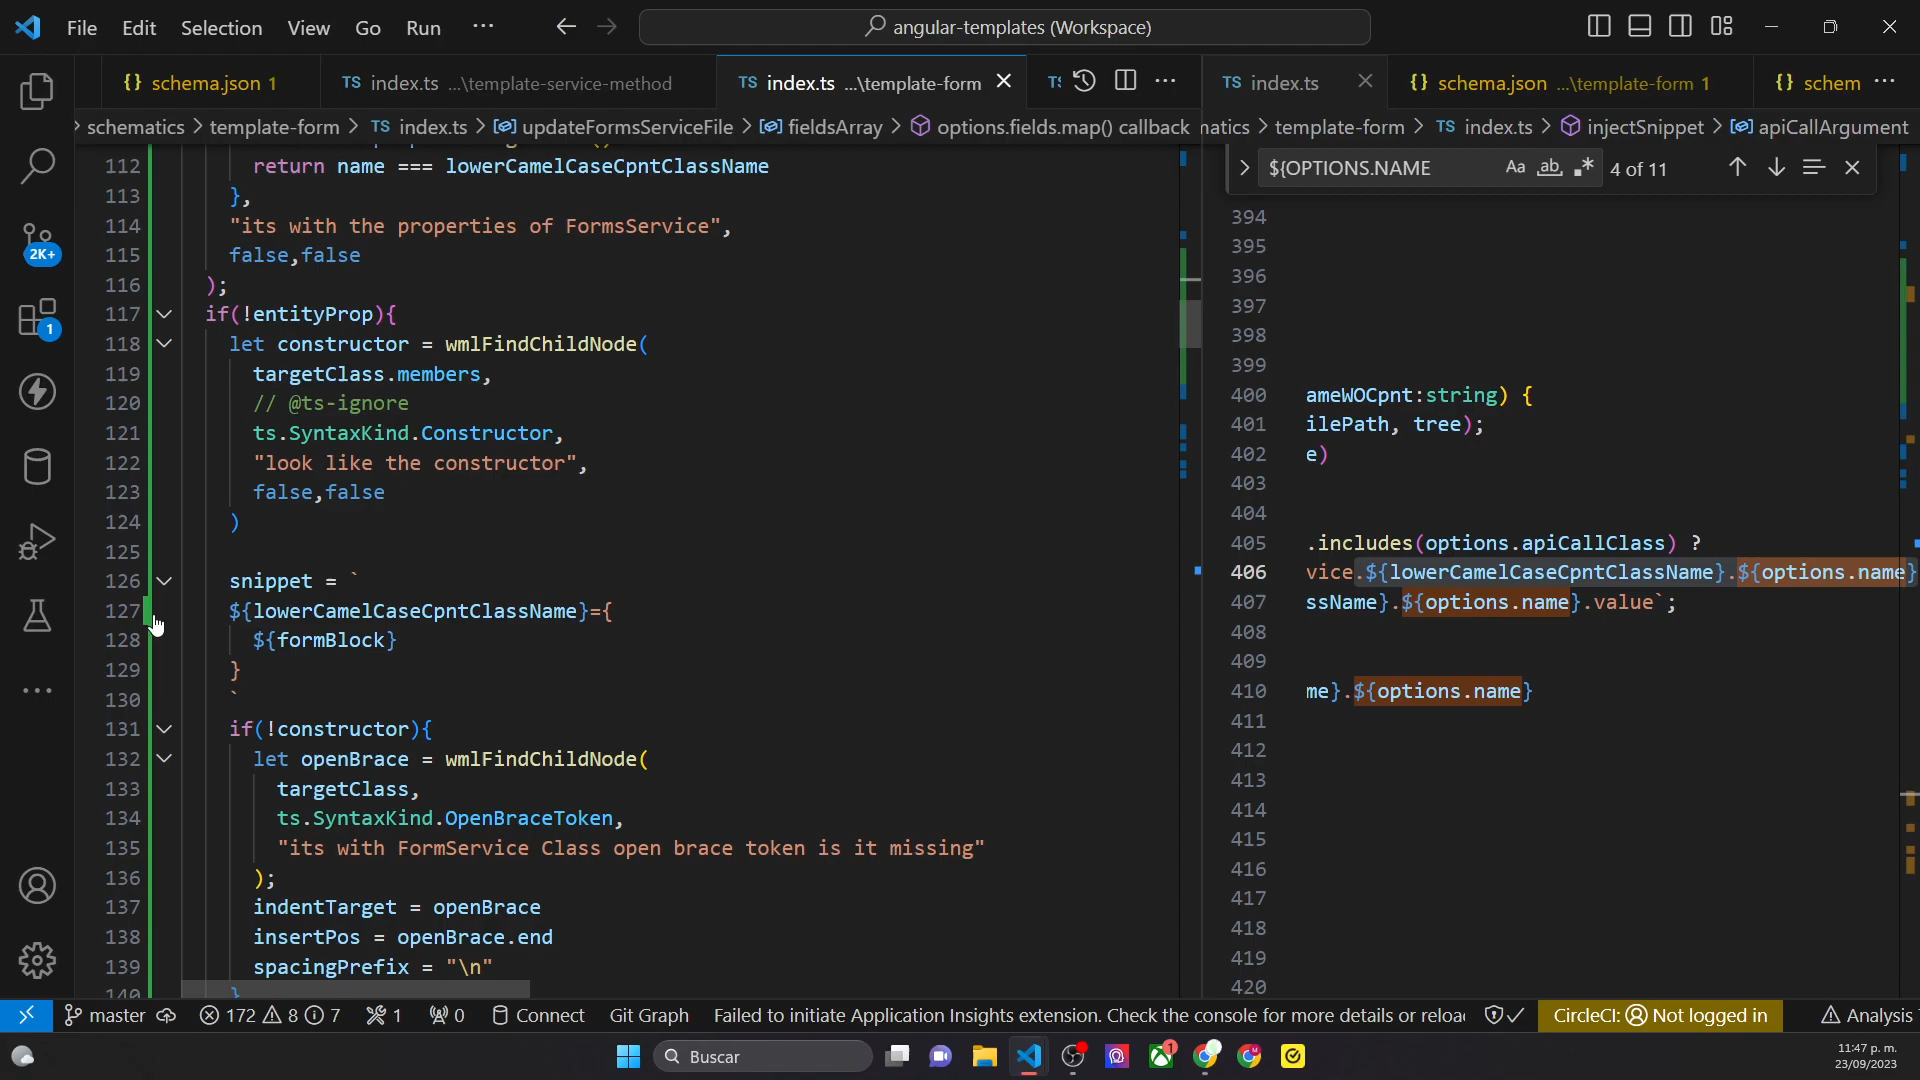 File Edit Selection View Go Run ···
angular-templates (Workspace)
{} schema.json 1
TS index.ts ...\template-service-method
TS index.ts ...\template-form
TS index.ts
{} schema.json ...\template-form 1
{} schem
schematics > template-form > TS index.ts > updateFormsServiceFile > fieldsArray > options.fields.map() callback
natics > template-form > TS index.ts > injectSnippet > apiCallArgument
${OPTIONS.NAME Aa ab 4 of 11
112 return name === lowerCamelCaseCpntClassName
113 },
114 "its with the properties of FormsService",
115 false,false
116 );
117 if(!entityProp){
118 let constructor = wmlFindChildNode(
119 targetClass.members,
120 // @ts-ignore
121 ts.SyntaxKind.Constructor,
122 "look like the constructor",
123 false,false
124 )
125
126 snippet = `
127 ${lowerCamelCaseCpntClassName}={
128 ${formBlock}
129 }
130 `
131 if(!constructor){
132 let openBrace = wmlFindChildNode(
133 targetClass,
134 ts.SyntaxKind.OpenBraceToken,
135 "its with FormService Class open brace token is it missing"
136 );
137 indentTarget = openBrace
138 insertPos = openBrace.end
139 spacingPrefix = "\n"
140 }
394
395
396
397
398
399
400 ameWOCpnt:string) {
401 ilePath, tree);
402 e)
403
404
405 .includes(options.apiCallClass) ?
406 vice.${lowerCamelCaseCpntClassName}.${options.name}
407 ssName}.${options.name}.value`;
408
409
410 me}.${options.name}
411
412
413
414
415
416
417
418
419
420
2K+
1
master 172 8 7 1 0 Connect Git Graph Failed to initiate Application Insights extension. Check the console for more details or reloa CircleCI: Not logged in Analysis
Buscar
1
11:47 p. m.
23/09/2023